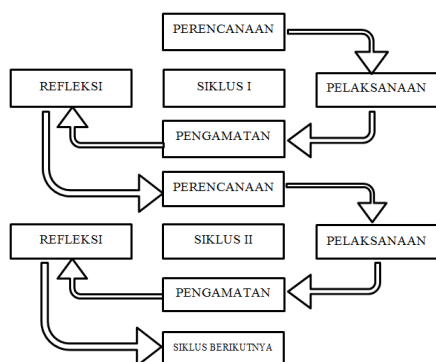 PERENCANAAN
REFLEKSI
SIKLUS I
PELAKSANAAN
PENGAMATAN
PERENCANAAN
REFLEKSI
SIKLUS II
PELAKSANAAN
PENGAMATAN
SIKLUS BERIKUTNYA